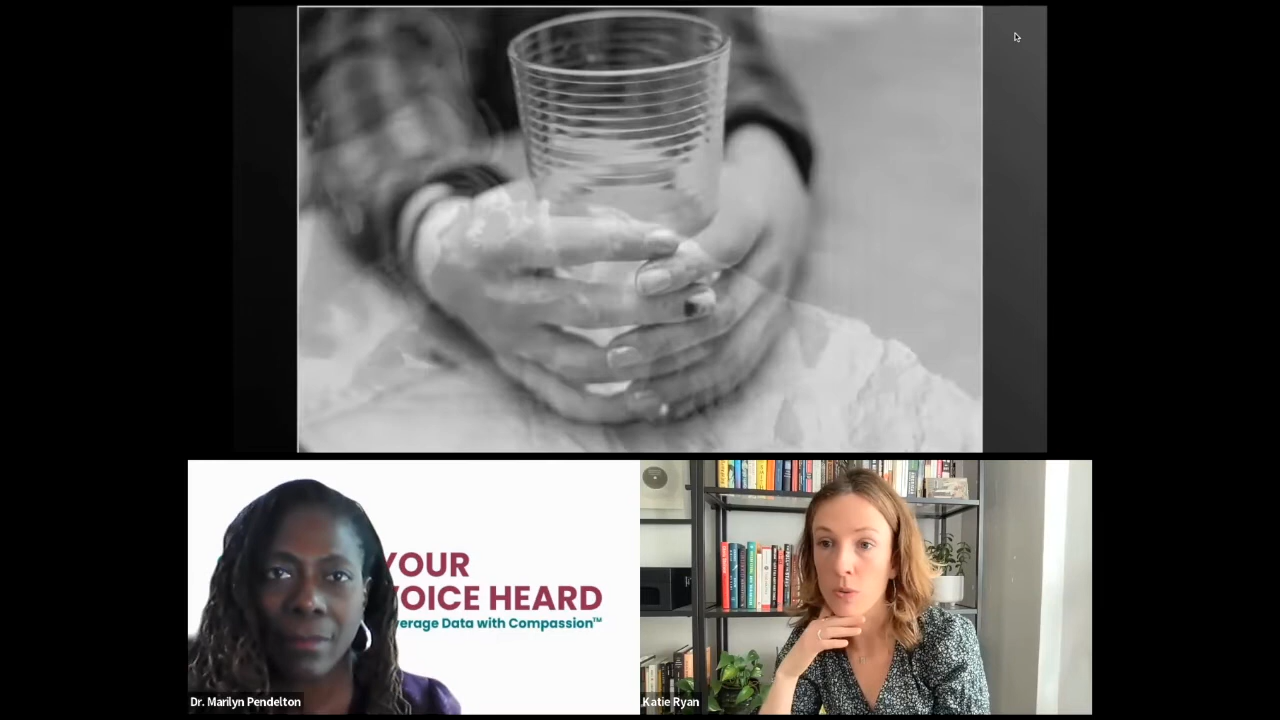 YOUR
VOICE HEARD
verage Data with Compassion™
Dr. Marilyn Pendelton
Katie Ryan